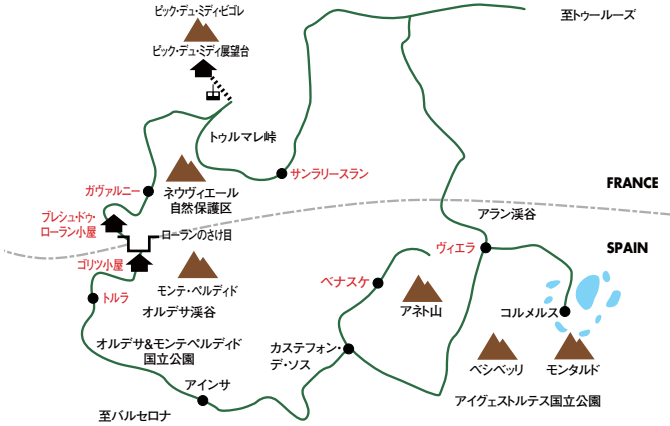 ピック・デュ・ミディ・ビゴレ
至トゥールーズ
ピック・デュ・ミディ展望台
トゥルマレ峠
サンラリースラン
ガヴァルニー
ネウヴィエール
自然保護区
FRANCE
ブレシュ・ドゥ・
ローラン小屋
アラン渓谷
ローランのさけ目
ヴィエラ
SPAIN
ゴリツ小屋
ベナスケ
モンテ・ペルディド
トルラ
アネト山
コルメルス
オルデサ渓谷
オルデサ&モンテペルディド
国立公園
カステフォン・
デ・ソス
ベシベッリ
モンタルド
アインサ
アイグェストルテス国立公園
至バルセロナ